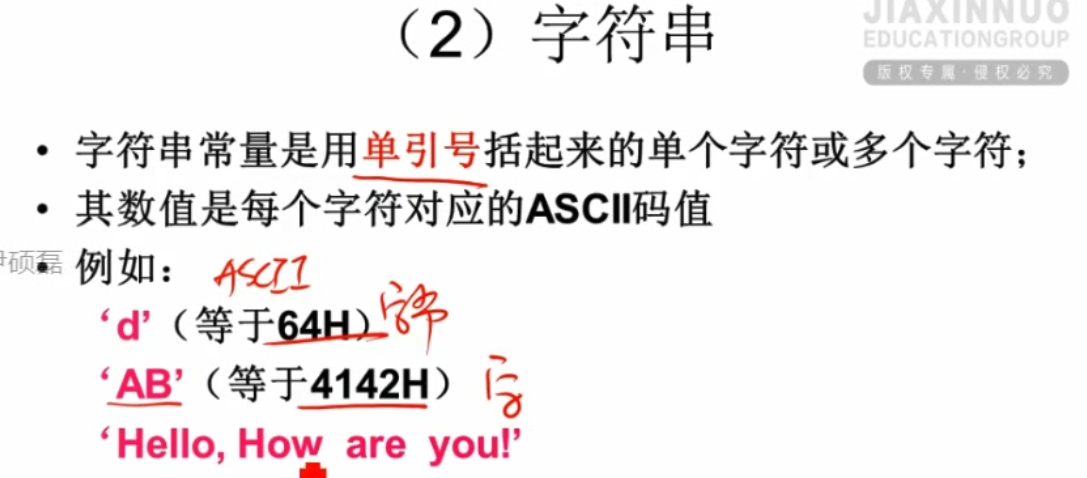 （2）字符串
JIAXINNUO
EDUCATIONGROUP
版权专属·侵权必究
• 字符串常量是用单引号括起来的单个字符或多个字符；
• 其数值是每个字符对应的ASCII码值
硕磊
• 例如： ASCII
‘d’（等于64H）字节
‘AB’（等于4142H） 字
‘Hello, How are you!’